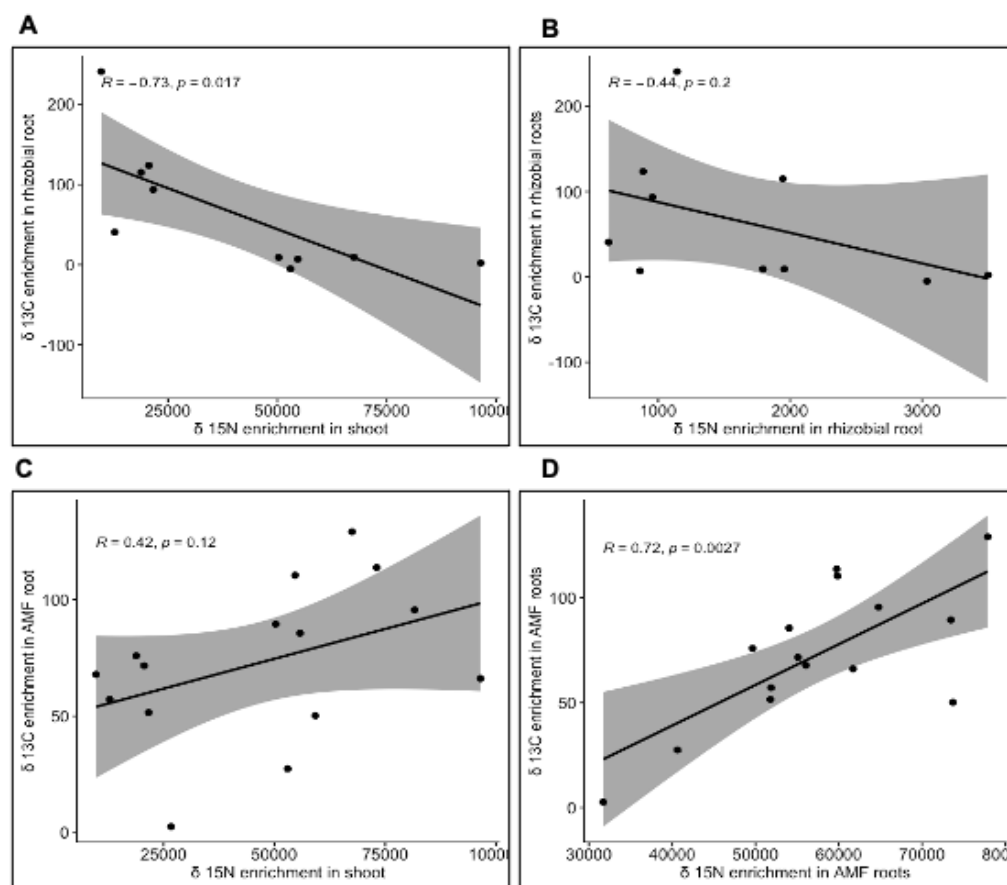 A
R = −0.73, p = 0.017
δ 13C enrichment in rhizobial root
200
100
0
-100
25000 50000 75000 10000
δ 15N enrichment in shoot
B
R = −0.44, p = 0.2
δ 13C enrichment in rhizobial roots
200
100
0
-100
1000 2000 3000
δ 15N enrichment in rhizobial root
C
R = 0.42, p = 0.12
δ 13C enrichment in AMF root
100
50
0
25000 50000 75000 10000
δ 15N enrichment in shoot
D
R = 0.72, p = 0.0027
δ 13C enrichment in AMF roots
100
50
0
30000 40000 50000 60000 70000 800
δ 15N enrichment in AMF roots